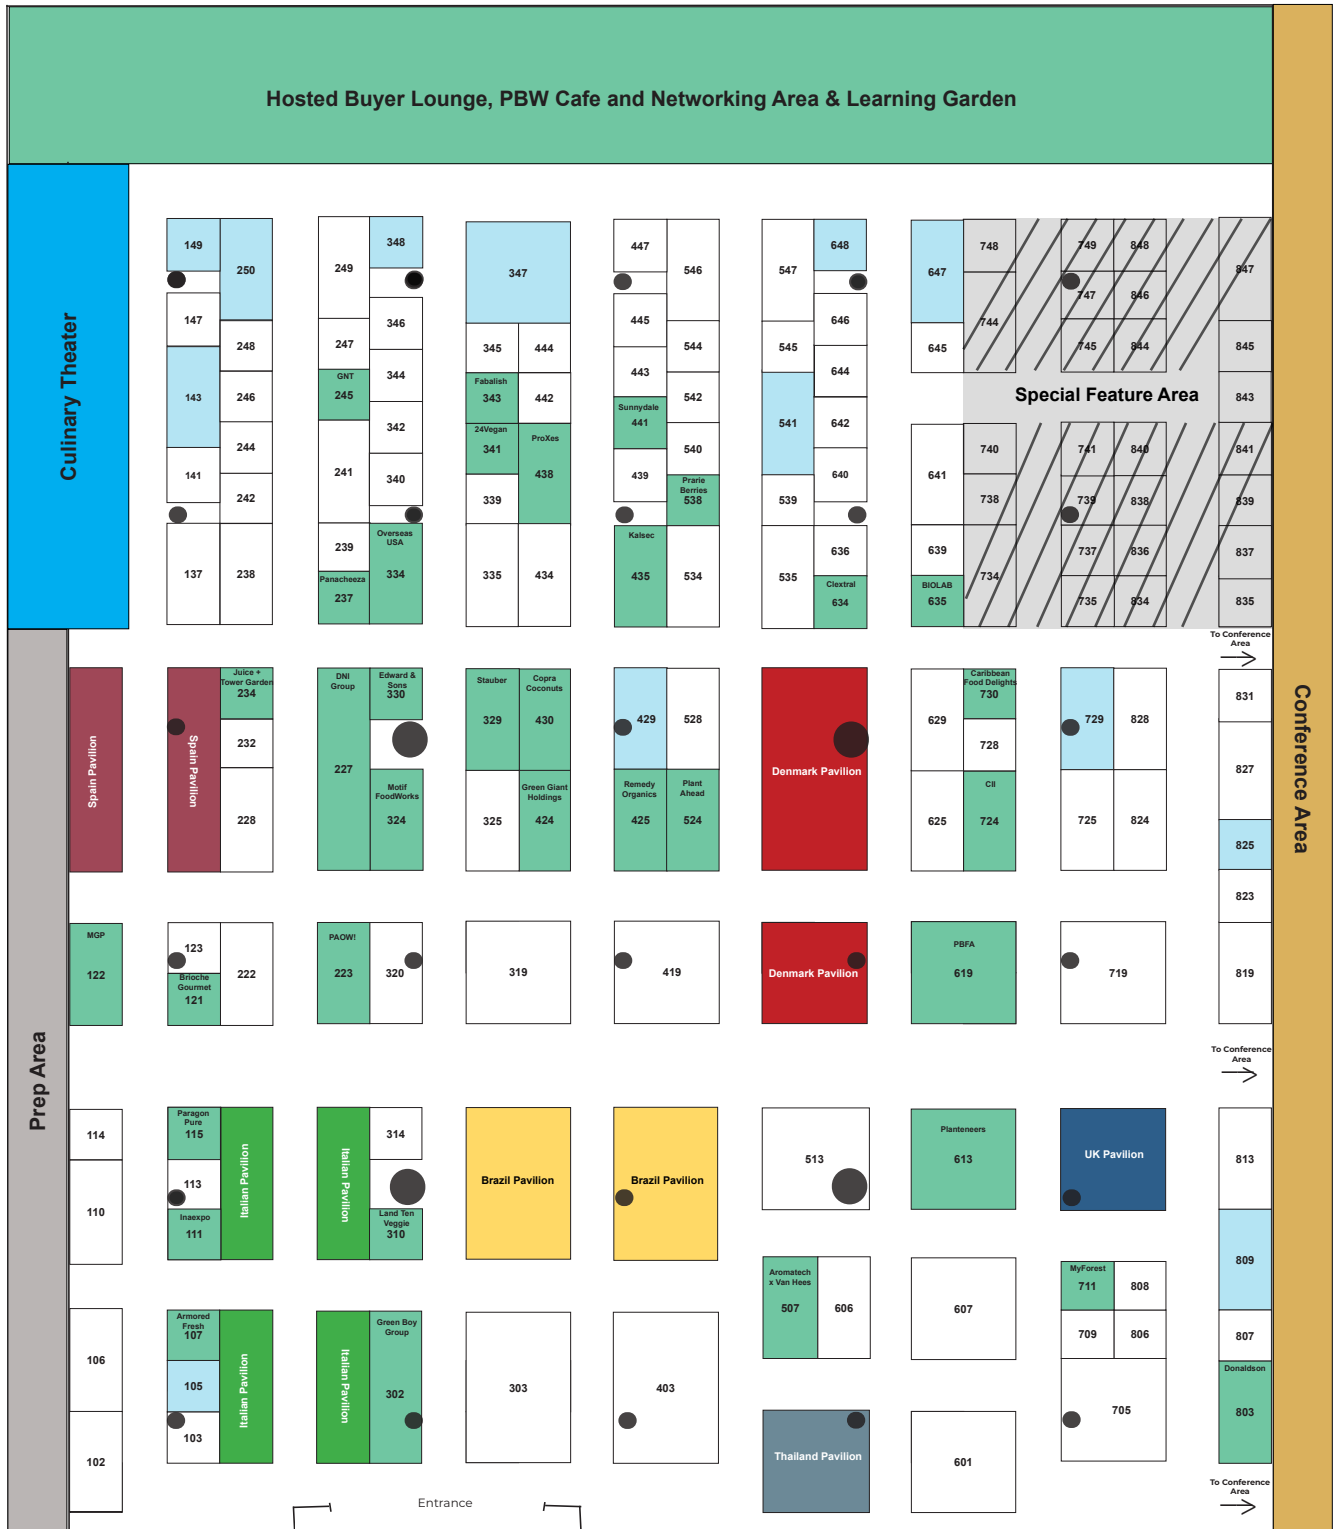 Hosted Buyer Lounge, PBW Cafe and Networking Area & Learning Garden
Culinary Theater
Prep Area
Conference Area
149
250
147
248
143
246
244
141
242
137
238
249
348
346
247
GNT
245
344
342
241
340
239
Overseas
USA
334
Panacheeza
237
347
345
444
Fabalish
343
442
24Vegan
341
ProXes
438
339
335
434
447
546
445
544
443
542
Sunnydale
441
540
439
Prarie
Berries
538
Kalsec
435
534
547
648
646
545
644
541
642
640
539
636
535
Clextral
634
647
748
744
645
641
740
738
639
734
BIOLAB
635
Special Feature Area
749
848
747
846
745
844
741
840
739
838
737
836
735
834
847
845
843
841
839
837
835
To Conference
Area
Spain Pavilion
Spain Pavilion
Juice +
Tower Garden
234
232
228
DNI
Group
227
Edward &
Sons
330
Motif
FoodWorks
324
Stauber
329
Copra
Coconuts
430
325
Green Giant
Holdings
424
429
528
Remedy
Organics
425
Plant
Ahead
524
Denmark Pavilion
629
Caribbean
Food Delights
730
728
625
CII
724
729
828
725
824
831
827
825
823
MGP
122
123
Brioche
Gourmet
121
222
PAOW!
223
320
319
419
Denmark Pavilion
PBFA
619
719
819
To Conference
Area
114
110
Paragon
Pure
115
113
Inaexpo
111
Italian Pavilion
Italian Pavilion
314
Land Ten
Veggie
310
Brazil Pavilion
Brazil Pavilion
513
Planteneers
613
UK Pavilion
813
809
Aromatech
x Van Hees
507
606
607
MyForest
711
808
709
806
705
807
Donaldson
803
106
102
Armored
Fresh
107
105
103
Italian Pavilion
Italian Pavilion
Green Boy
Group
302
303
403
Thailand Pavilion
601
To Conference
Area
Entrance